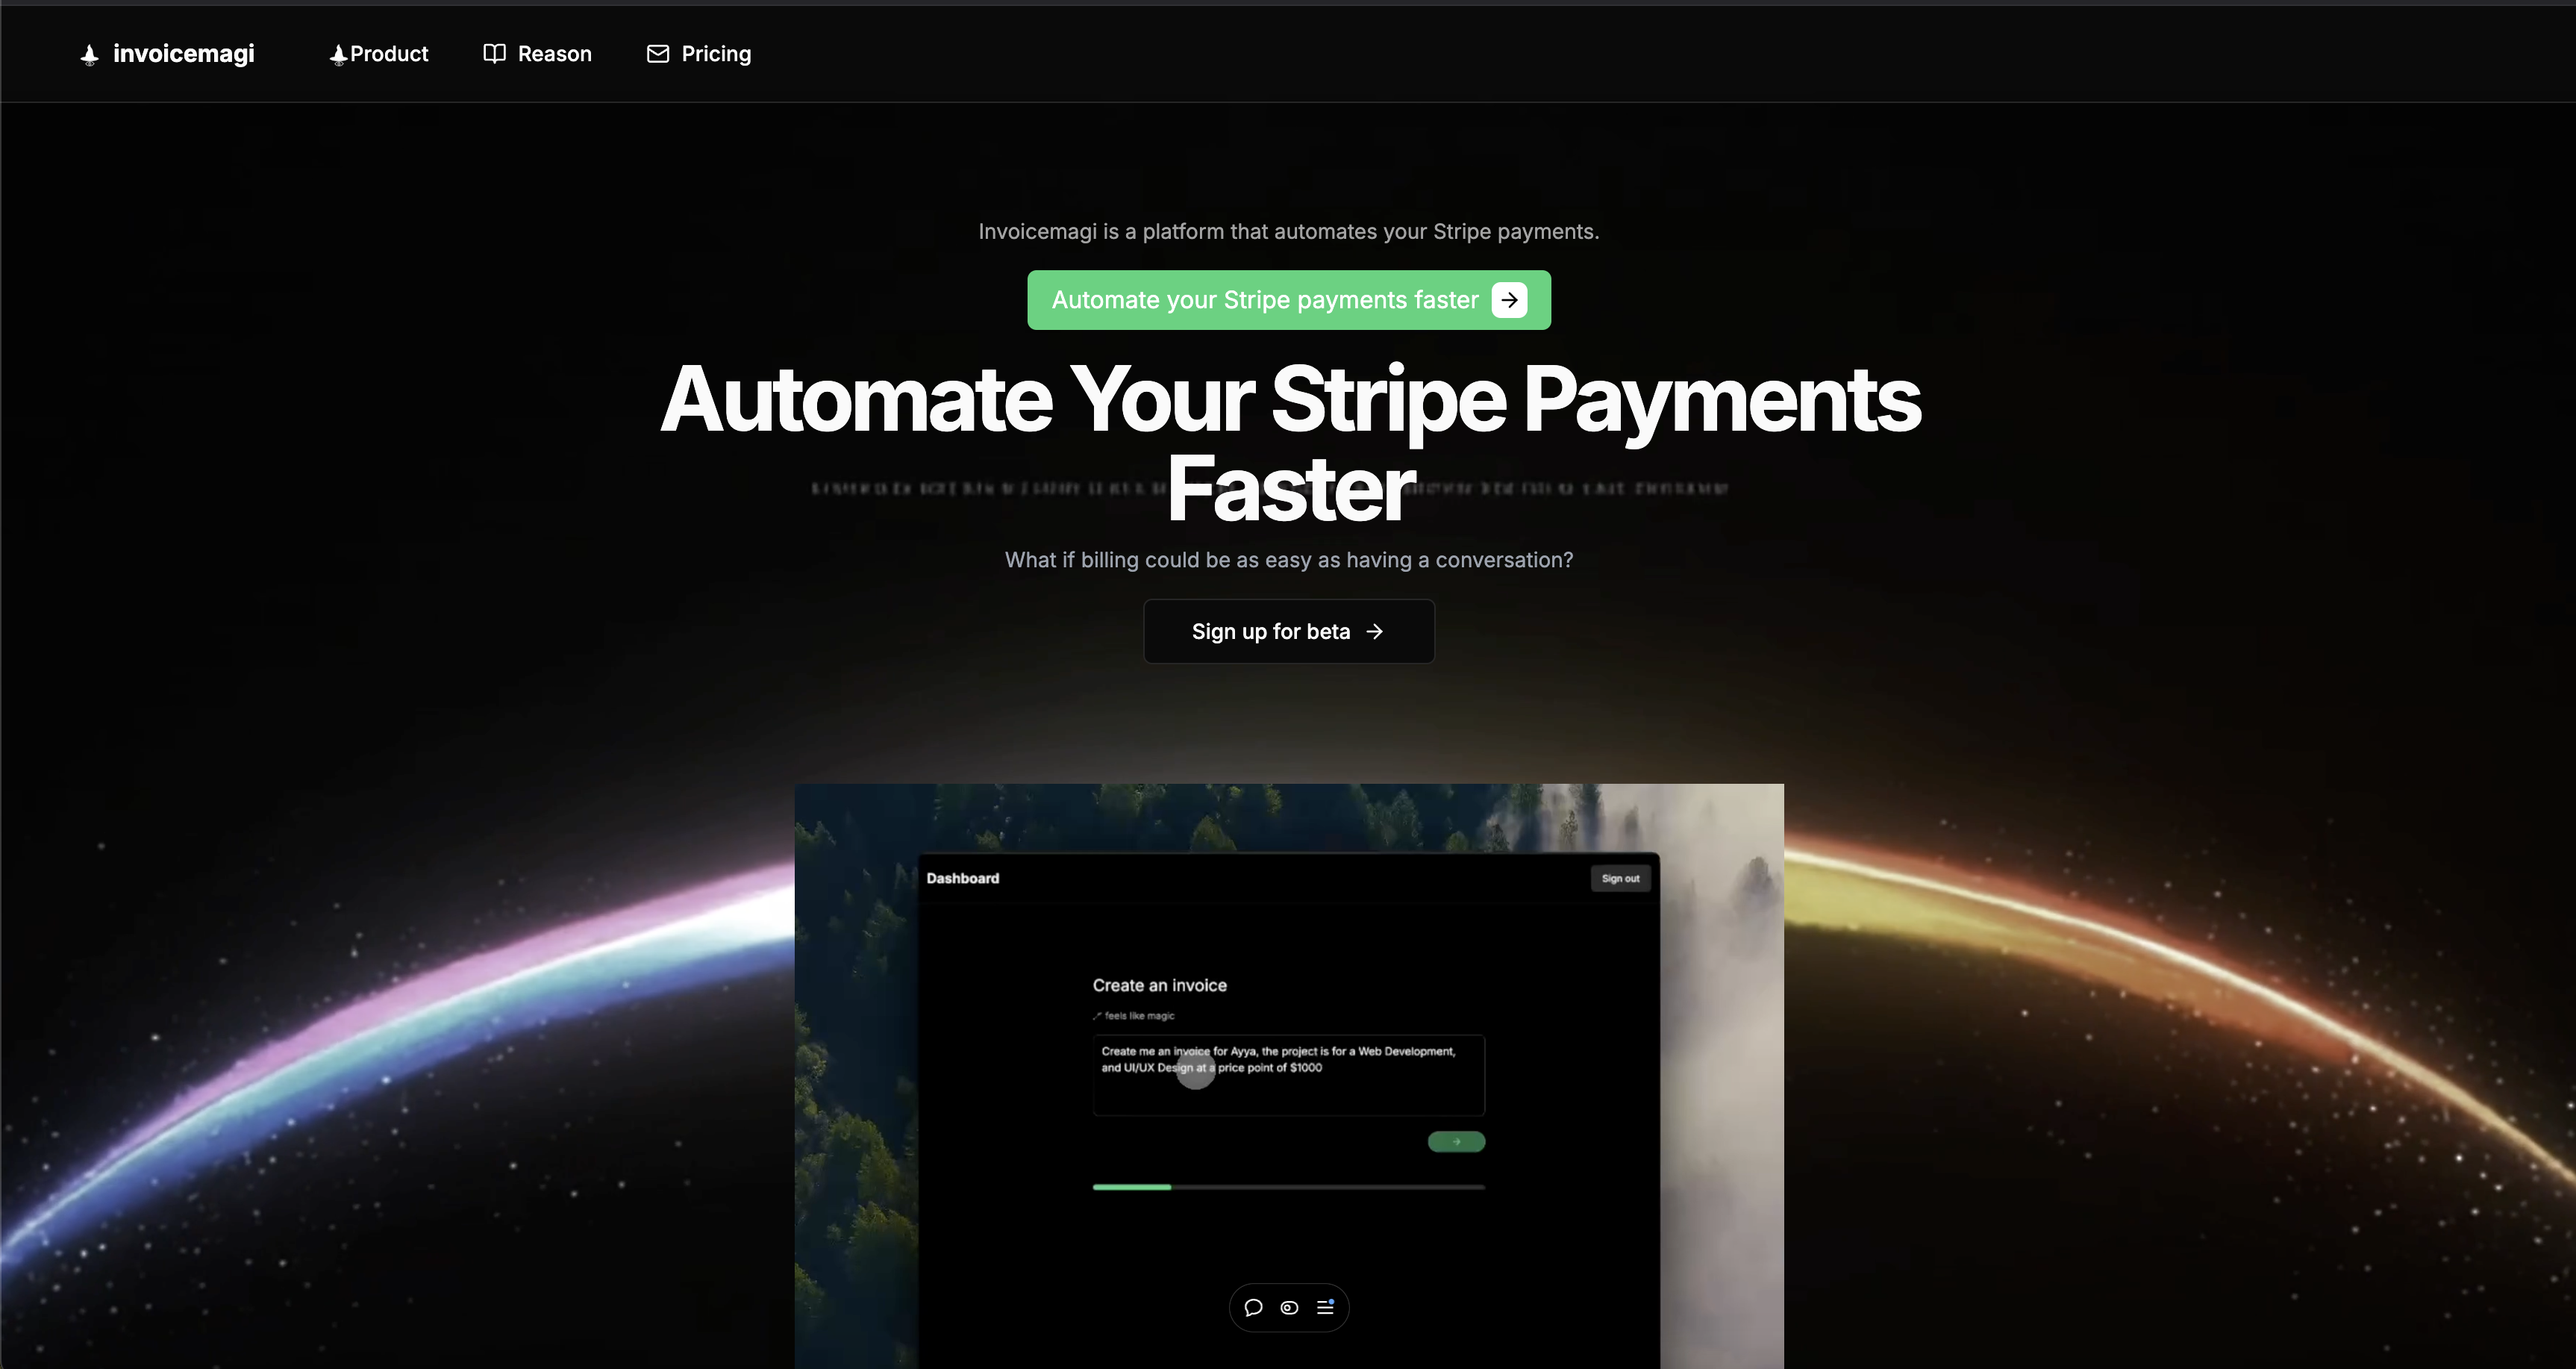 invoicemagi
Product
Reason
Pricing
Invoicemagi is a platform that automates your Stripe payments.
Automate your Stripe payments faster
Automate Your Stripe Payments
Faster
What if billing could be as easy as having a conversation?
Sign up for beta
Dashboard
Sign out
Create an invoice
feels like magic
Create me an invoice for Ayya, the project is for a Web Development,
and UI/UX Design at a price point of $1000